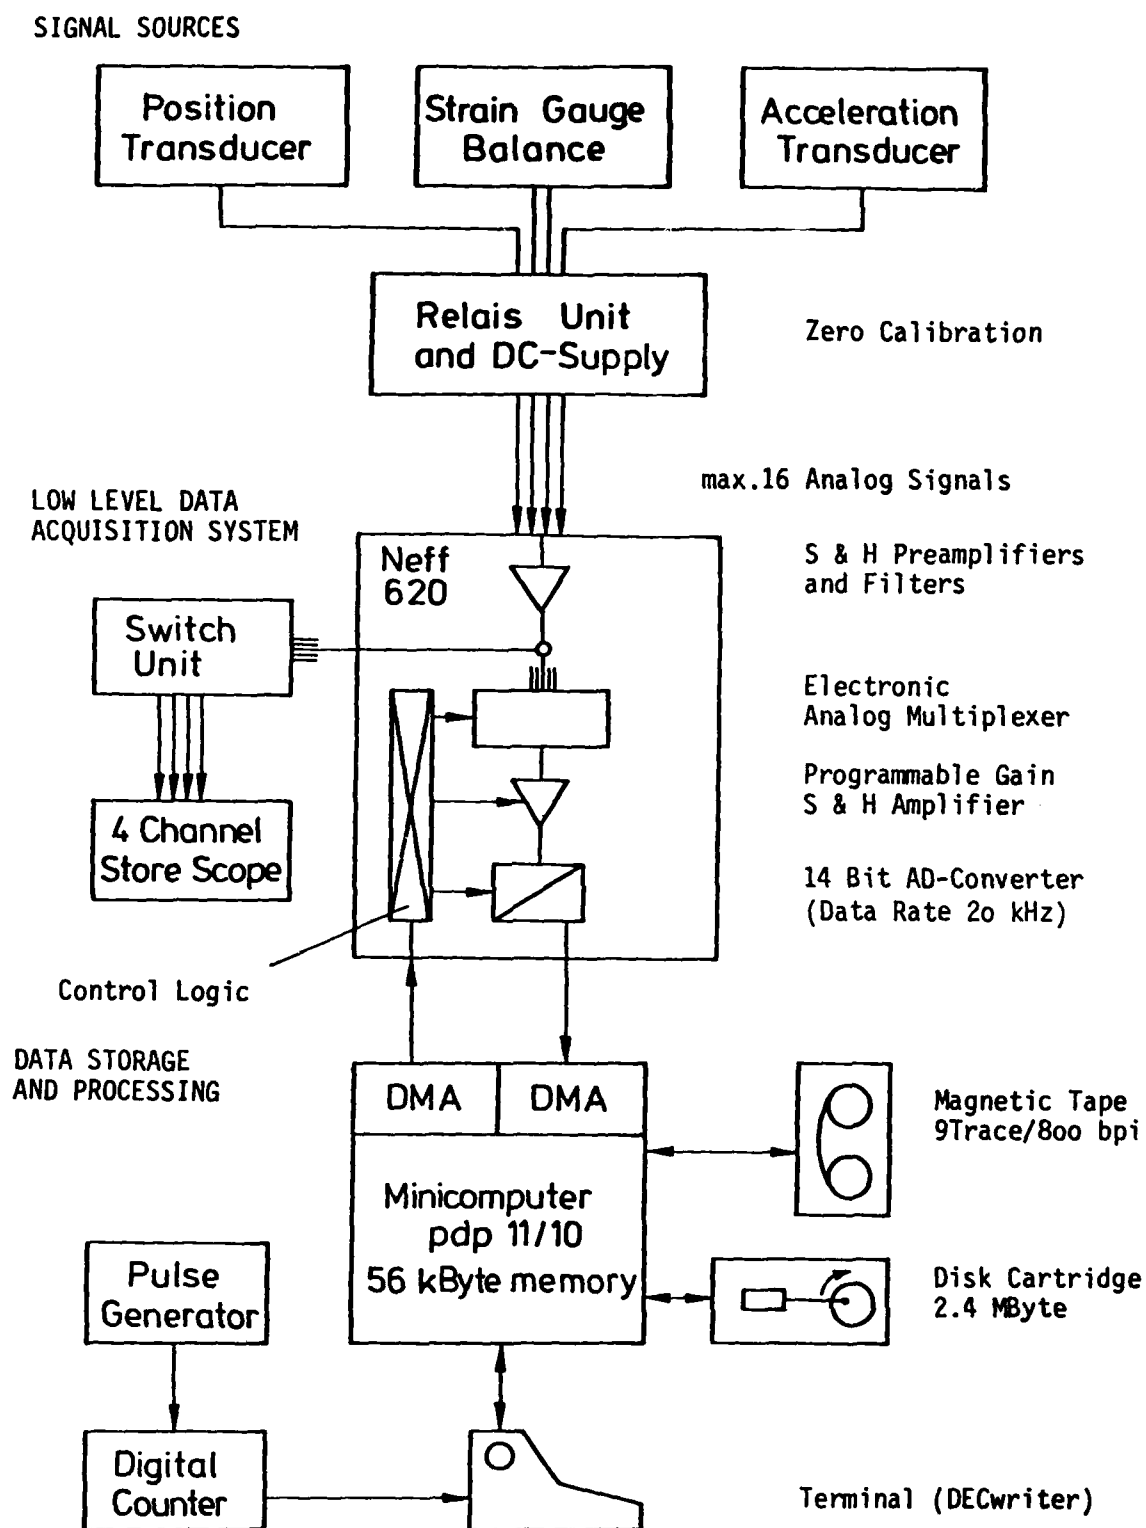 SIGNAL SOURCES
Position
Transducer
Strain Gauge
Balance
Acceleration
Transducer
Relais Unit
and DC-Supply
Zero Calibration
max.16 Analog Signals
LOW LEVEL DATA
ACQUISITION SYSTEM
Neff
620
S & H Preamplifiers
and Filters
Switch
Unit
Electronic
Analog Multiplexer
Programmable Gain
S & H Amplifier
4 Channel
Store Scope
14 Bit AD-Converter
(Data Rate 2o kHz)
Control Logic
DATA STORAGE
AND PROCESSING
DMA
DMA
Magnetic Tape
9Trace/8oo bpi
Minicomputer
pdp 11/10
56 kByte memory
Pulse
Generator
Disk Cartridge
2.4 MByte
Digital
Counter
Terminal (DECwriter)